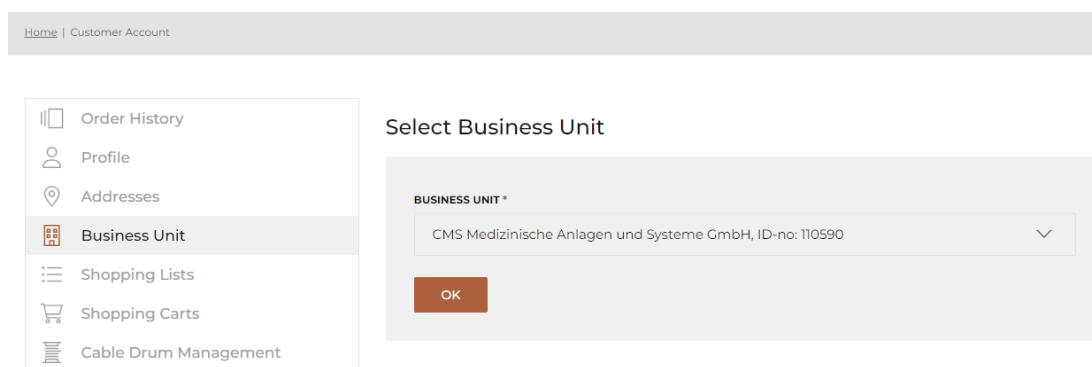 Home | Customer Account
Order History
Profile
Addresses
Business Unit
Shopping Lists
Shopping Carts
Cable Drum Management
Select Business Unit
BUSINESS UNIT *
CMS Medizinische Anlagen und Systeme GmbH, ID-no: 110590
OK